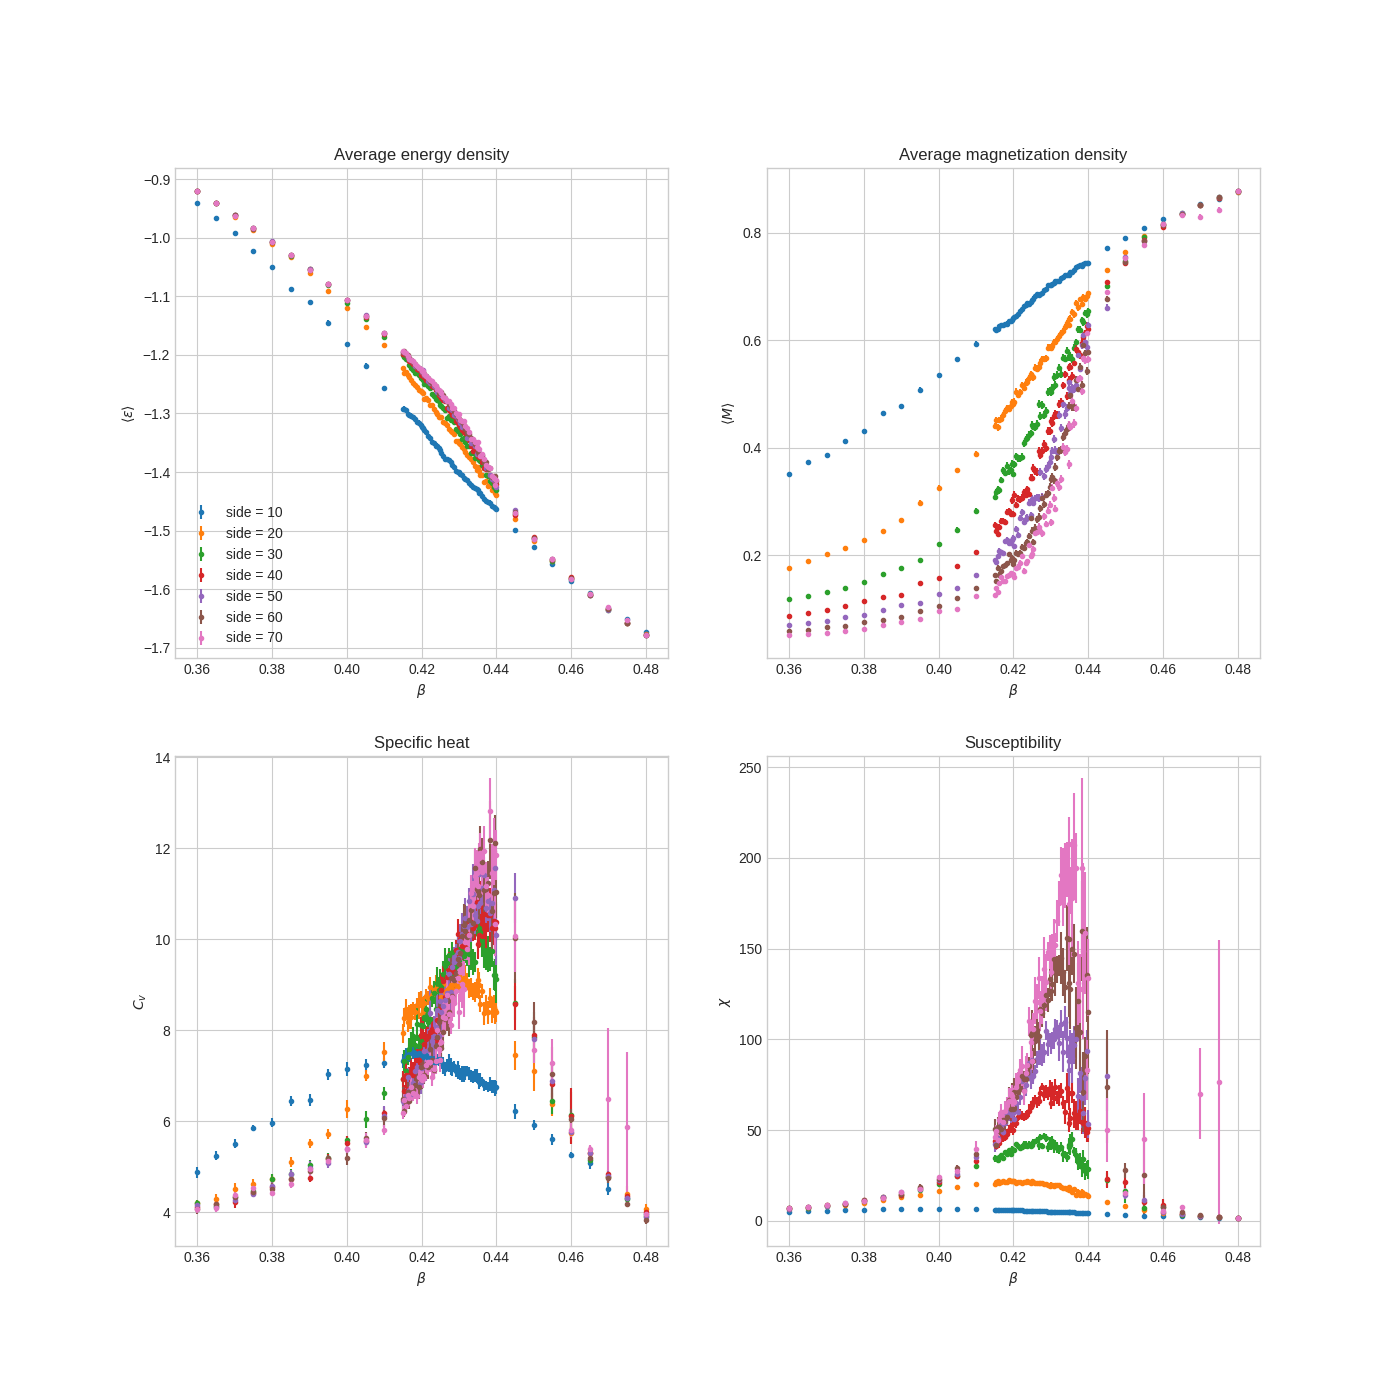 Average energy density
−0.9
−1.0
−1.1
−1.2
−1.3
−1.4
−1.5
−1.6
−1.7
⟨ε⟩
side = 10
side = 20
side = 30
side = 40
side = 50
side = 60
side = 70
0.36 0.38 0.40 0.42 0.44 0.46 0.48
β
Average magnetization density
0.8
0.6
0.4
0.2
⟨M⟩
0.36 0.38 0.40 0.42 0.44 0.46 0.48
β
Specific heat
14
12
10
8
6
4
C_v
0.36 0.38 0.40 0.42 0.44 0.46 0.48
β
Susceptibility
250
200
150
100
50
0
χ
0.36 0.38 0.40 0.42 0.44 0.46 0.48
β